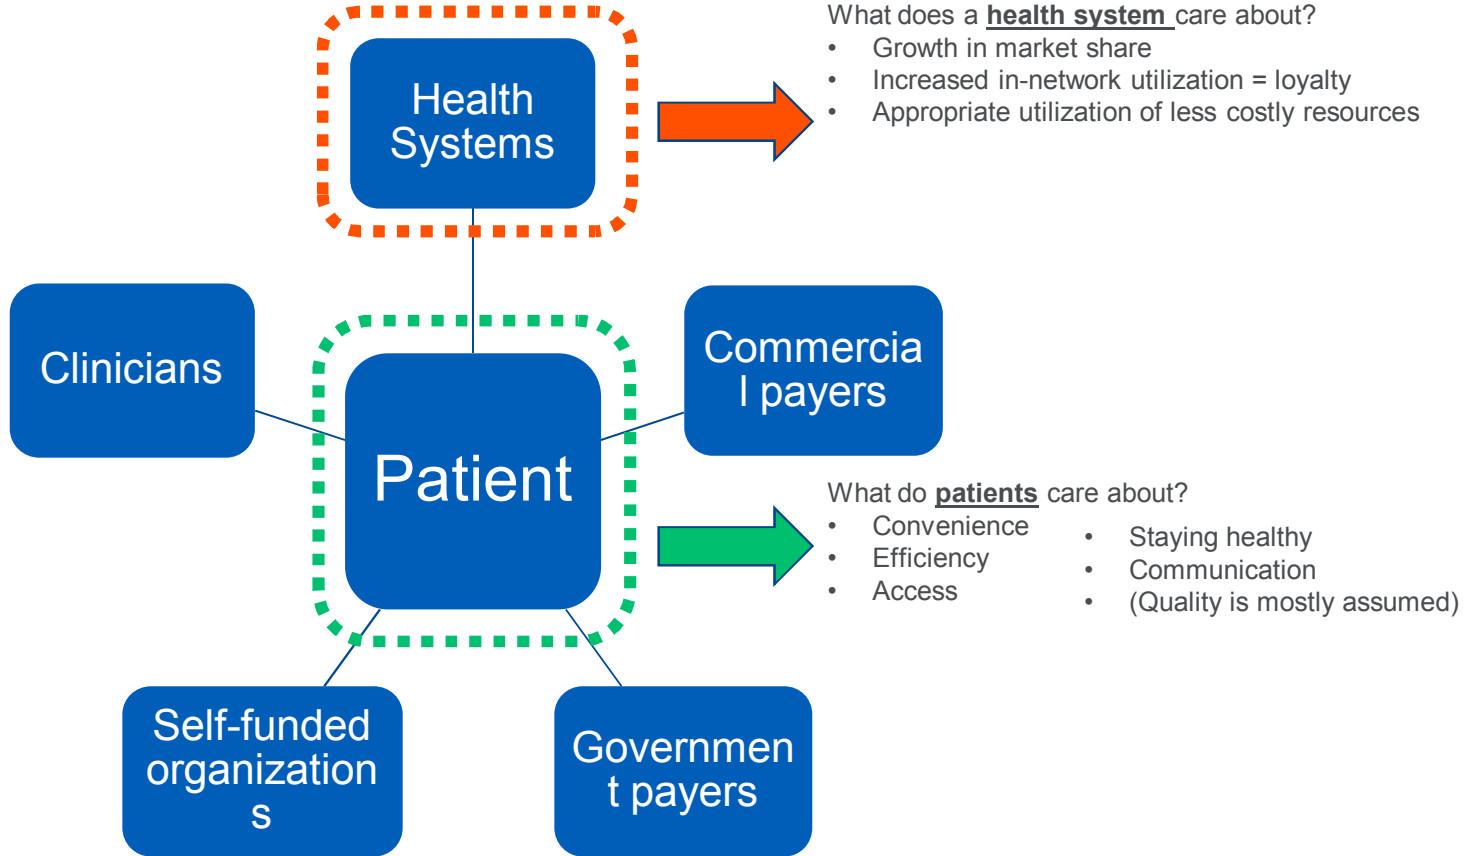 Health
Systems
What does a health system care about?
• Growth in market share
• Increased in-network utilization = loyalty
• Appropriate utilization of less costly resources
Clinicians
Patient
Commercia
l payers
What do patients care about?
• Convenience
• Efficiency
• Access
• Staying healthy
• Communication
• (Quality is mostly assumed)
Self-funded
organization
s
Governmen
t payers